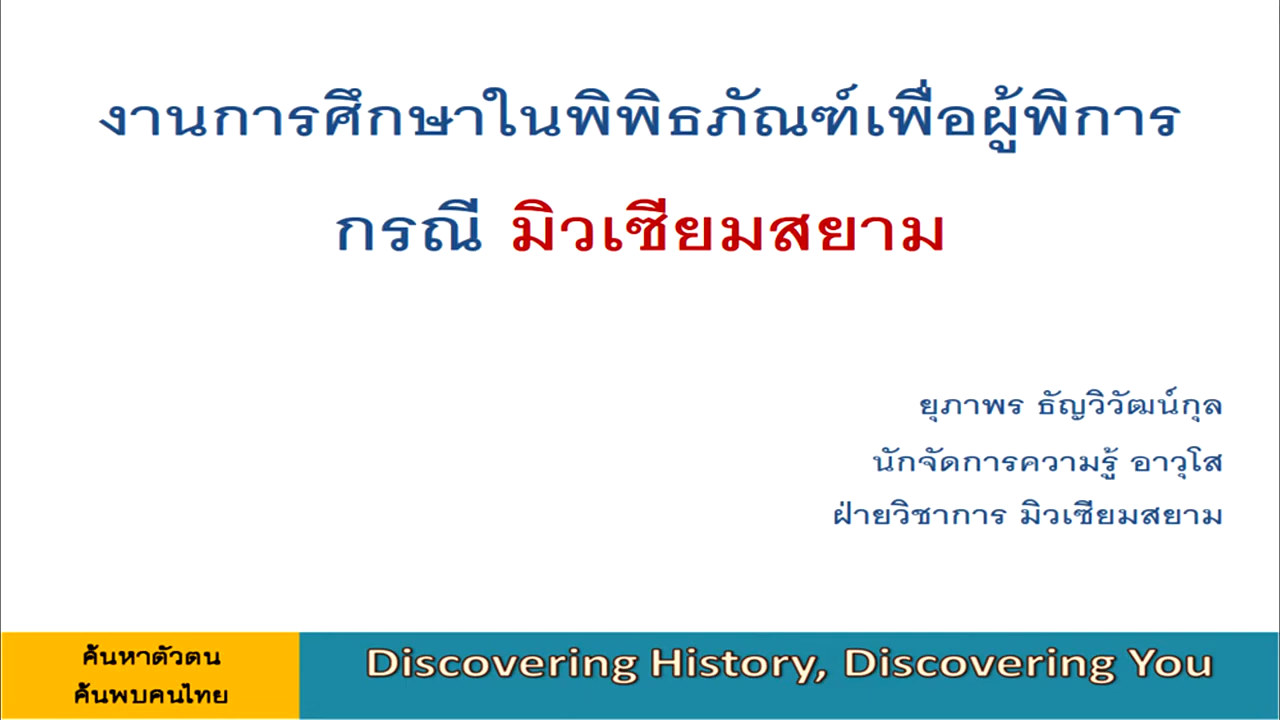 งานการศึกษาในพิพิธภัณฑ์เพื่อผู้พิการ
กรณี มิวเซียมสยาม
ยุภาพร ธัญวิวัฒน์กุล
นักจัดการความรู้ อาวุโส
ฝ่ายวิชาการ มิวเซียมสยาม
ค้นหาตัวตน
ค้นพบคนไทย
Discovering History, Discovering You